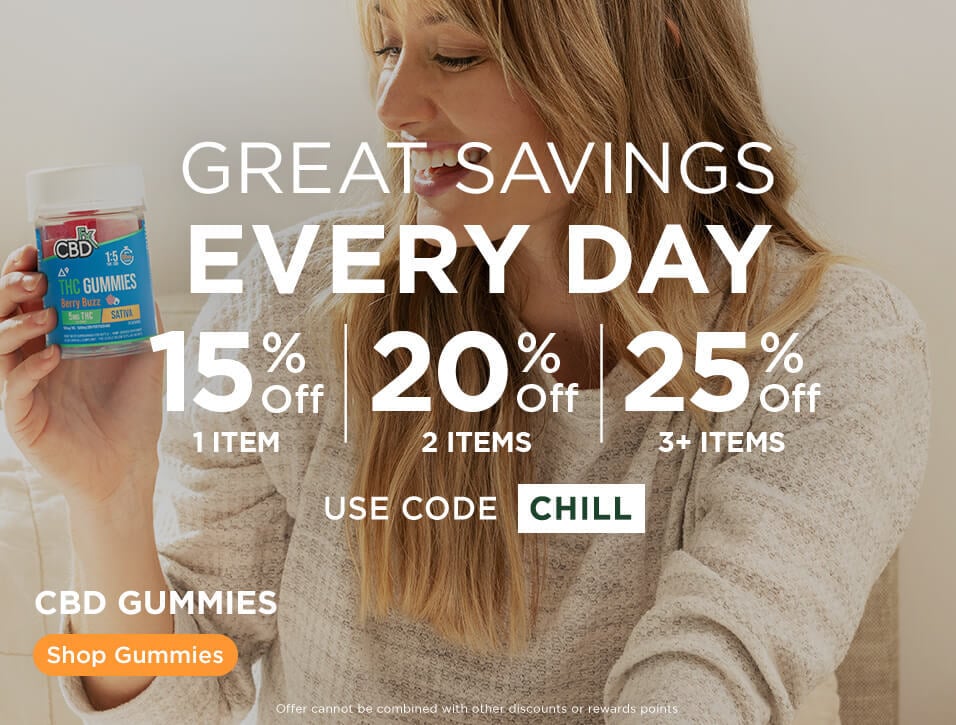 GREAT SAVINGS
EVERY DAY
15% Off
1 ITEM
20% Off
2 ITEMS
25% Off
3+ ITEMS
USE CODE CHILL
CBD
1:5
THC GUMMIES
Berry Buzz
5MG THC
SATIVA
CBD GUMMIES
Shop Gummies
Offer cannot be combined with other discounts or rewards points